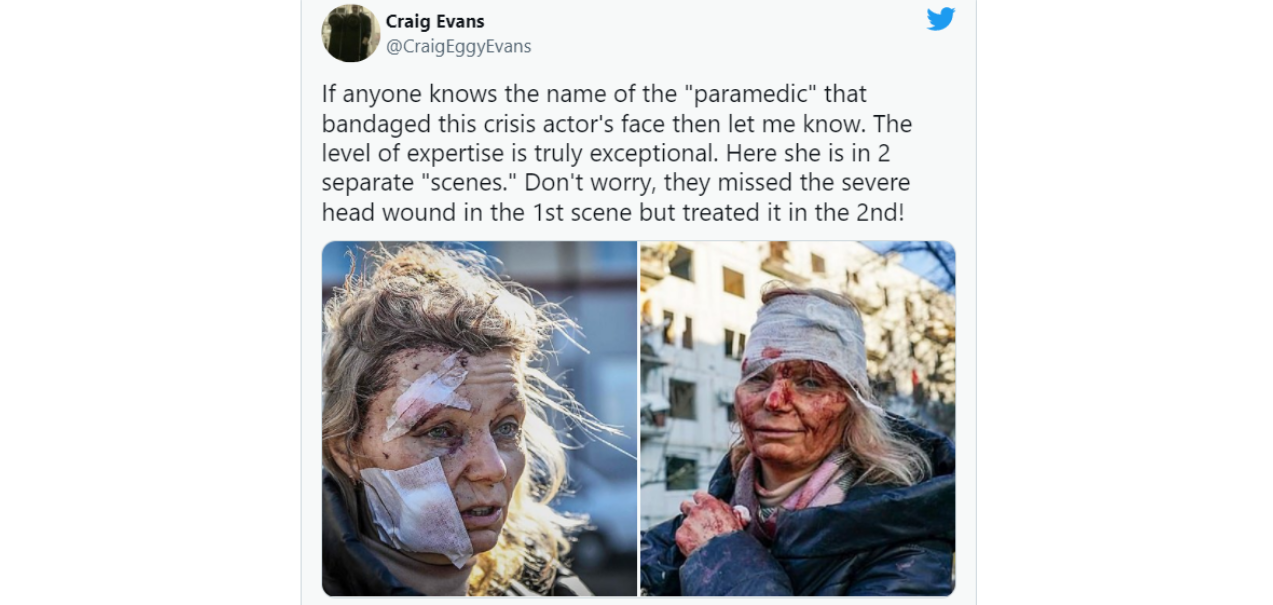 Craig Evans
@CraigEggyEvans
If anyone knows the name of the "paramedic" that
bandaged this crisis actor's face then let me know. The
level of expertise is truly exceptional. Here she is in 2
separate "scenes." Don't worry, they missed the severe
head wound in the 1st scene but treated it in the 2nd!